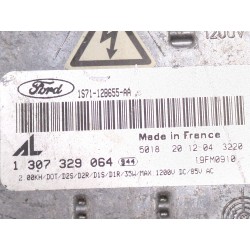 1200V
Ford
1S71-12B655-AA
AL
Made in France
5018 20 12 04 3220
1 307 329 064 944
19FM0910
2.00KH/DOT/D2S/D2R/D1S/D1R/35W/MAX 1200V DC/85V AC